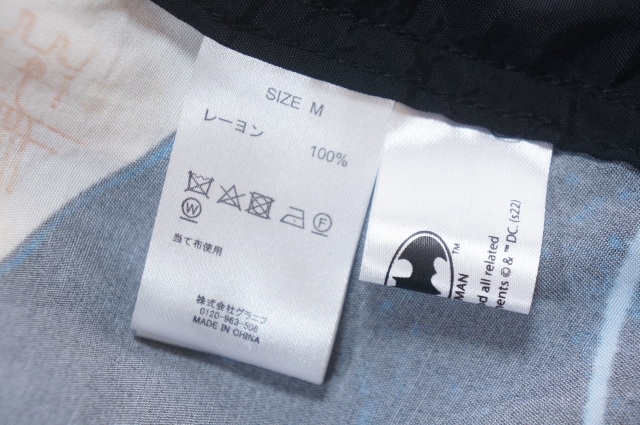 SIZE M
レーヨン
100%
W
F
当て布使用
株式会社グラニフ
0120-963-506
MADE IN CHINA
MAN
™
d all related
ents © & ™ DC. (s22)